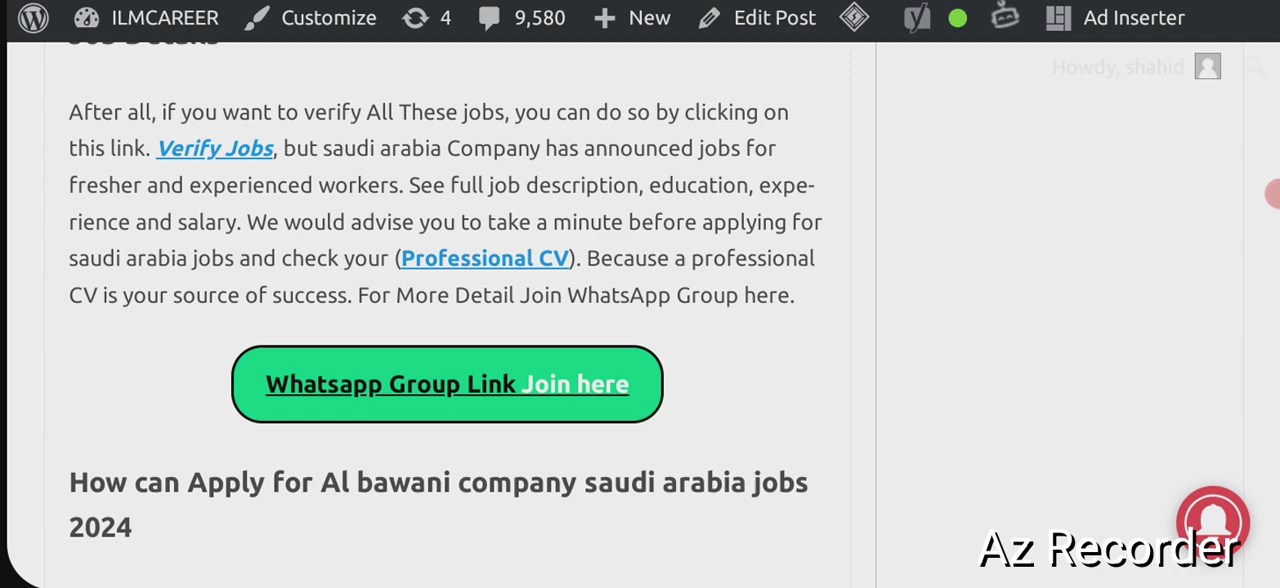 ILMCAREER Customize 4 9,580 New Edit Post Ad Inserter
Howdy, shahid
Job Details
After all, if you want to verify All These jobs, you can do so by clicking on
this link. Verify Jobs, but saudi arabia Company has announced jobs for
fresher and experienced workers. See full job description, education, expe-
rience and salary. We would advise you to take a minute before applying for
saudi arabia jobs and check your (Professional CV). Because a professional
CV is your source of success. For More Detail Join WhatsApp Group here.
Whatsapp Group Link Join here
How can Apply for Al bawani company saudi arabia jobs
2024
Az Recorder